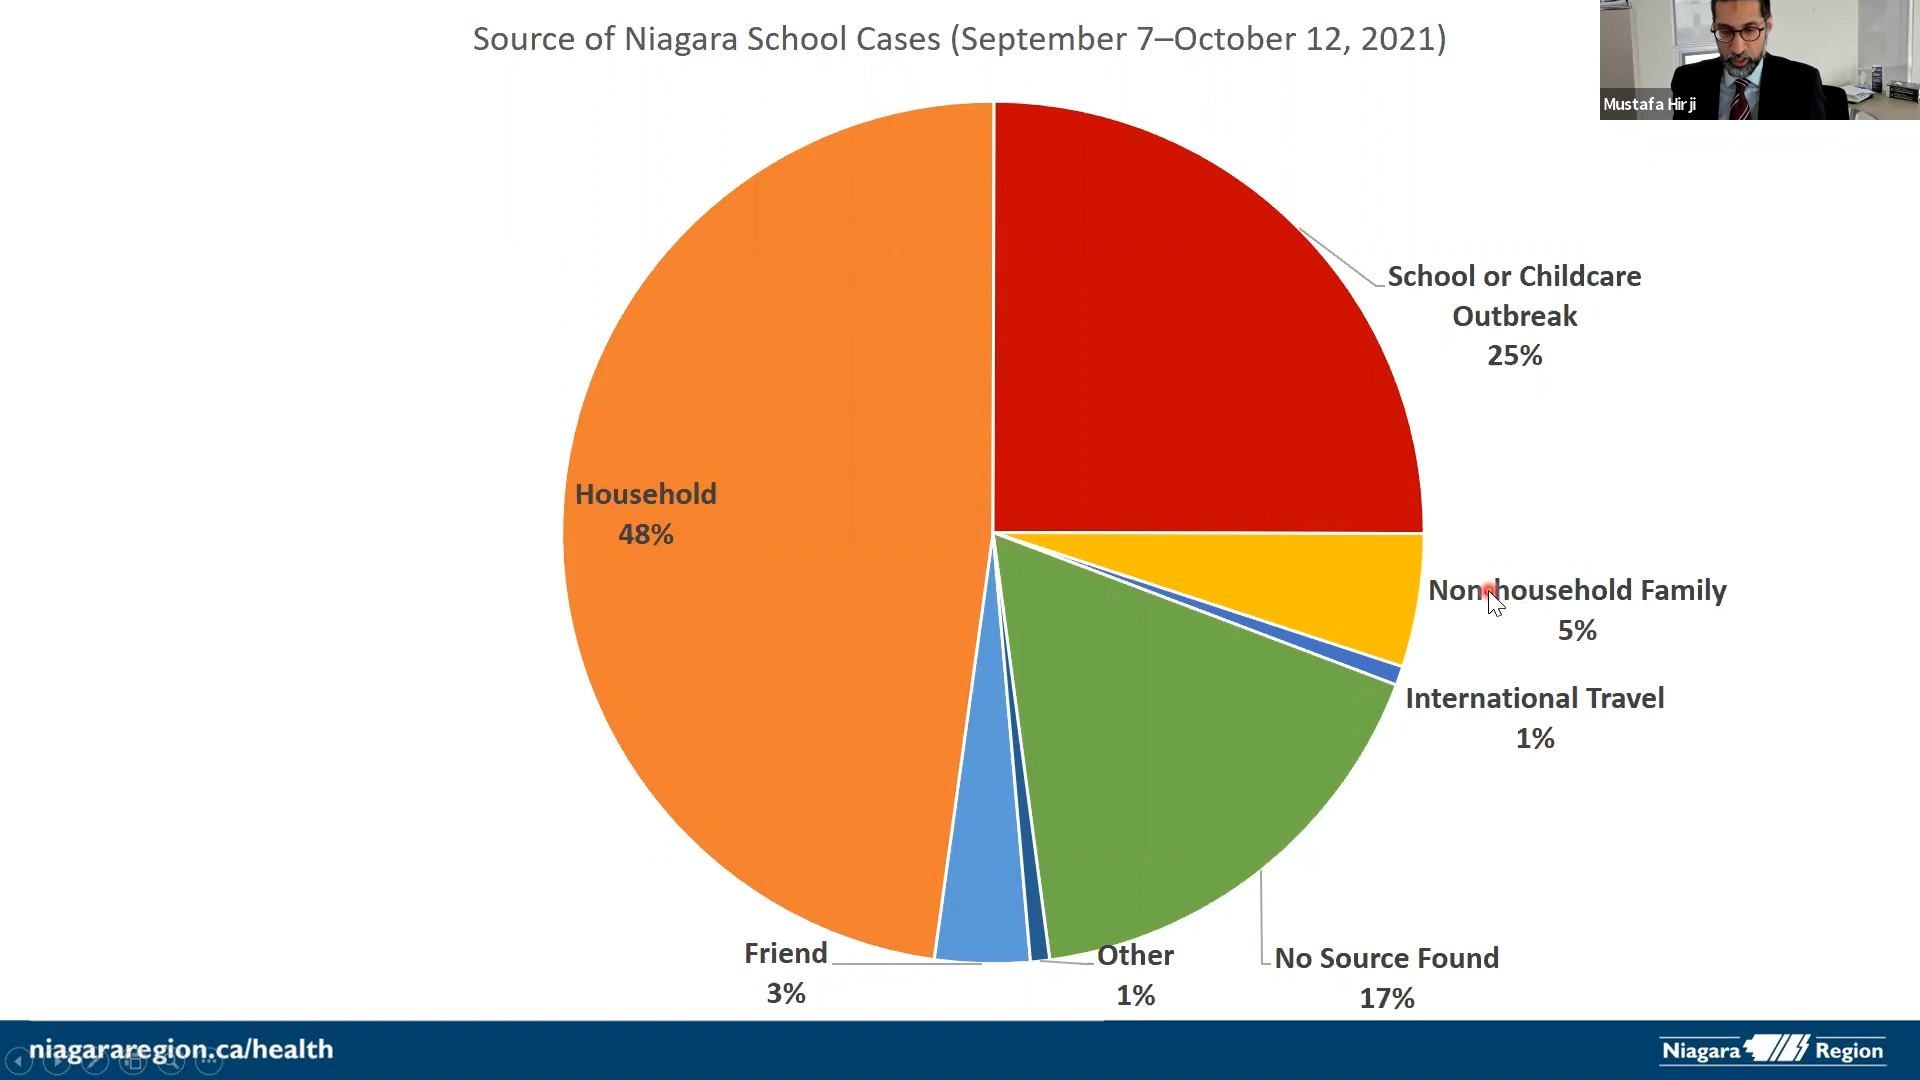 Source of Niagara School Cases (September 7–October 12, 2021)
Mustafa Hirji
School or Childcare
Outbreak
25%
Household
48%
Non-household Family
5%
International Travel
1%
Friend
3%
Other
1%
No Source Found
17%
niagararegion.ca/health
Niagara Region